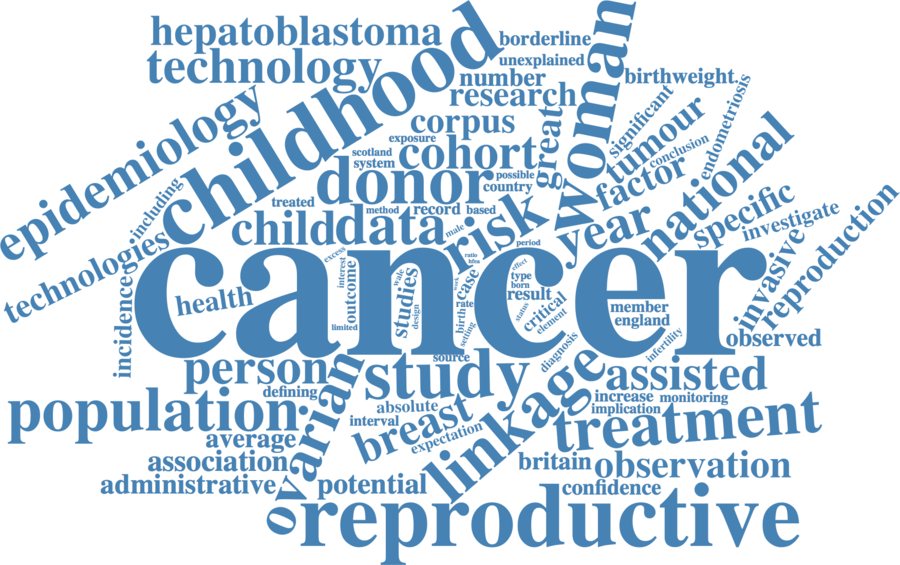 hepatoblastoma
borderline
technology
unexplained
childhood
woman
number
birthweight.
research
epidemiology
corpus
great
significant
tumour
endometriosis
exposure
conclusion
scotland
cohort
system
factor
national
including
donor
possible
country
treated
method
record
based
specific
child
data
male
risk
year
investigate
reproduction
technologies
period
invasive
cancer
excess
interest
outcome
wale
studies
design
ratio
hfea
case
work
effect
type
born
result
status
critical
element
health
incidence
limited
birth
rate
setting
member
england
observed
infertility
diagnosis
source
person
study
linkage
assisted
defining
ovarian
increase
monitoring
population
absolute
implication
interval
breast
expectation
treatment
average
association
britain
observation
administrative
potential
confidence
reproductive